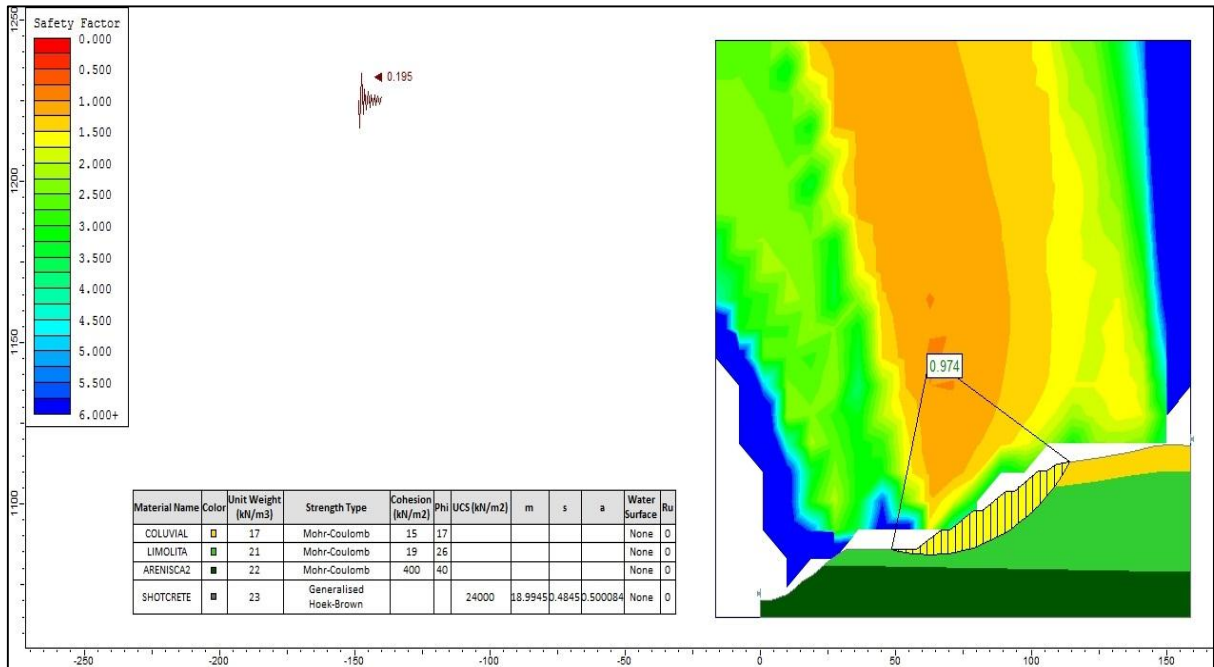 Safety Factor
0.000
0.500
1.000
1.500
2.000
2.500
3.000
3.500
4.000
4.500
5.000
5.500
6.000+
1250
1200
1150
1100
0.195
0.974
Material Name Color Unit Weight (kN/m3) Strength Type Cohesion (kN/m2) Phi UCS (kN/m2) m s a Water Surface Ru
COLUVIAL 17 Mohr-Coulomb 15 17 None 0
LIMOLITA 21 Mohr-Coulomb 19 26 None 0
ARENISCA2 22 Mohr-Coulomb 400 40 None 0
SHOTCRETE 23 Generalised Hoek-Brown 24000 18.9945 0.4845 0.500084 None 0
-250 -200 -150 -100 -50 0 50 100 150